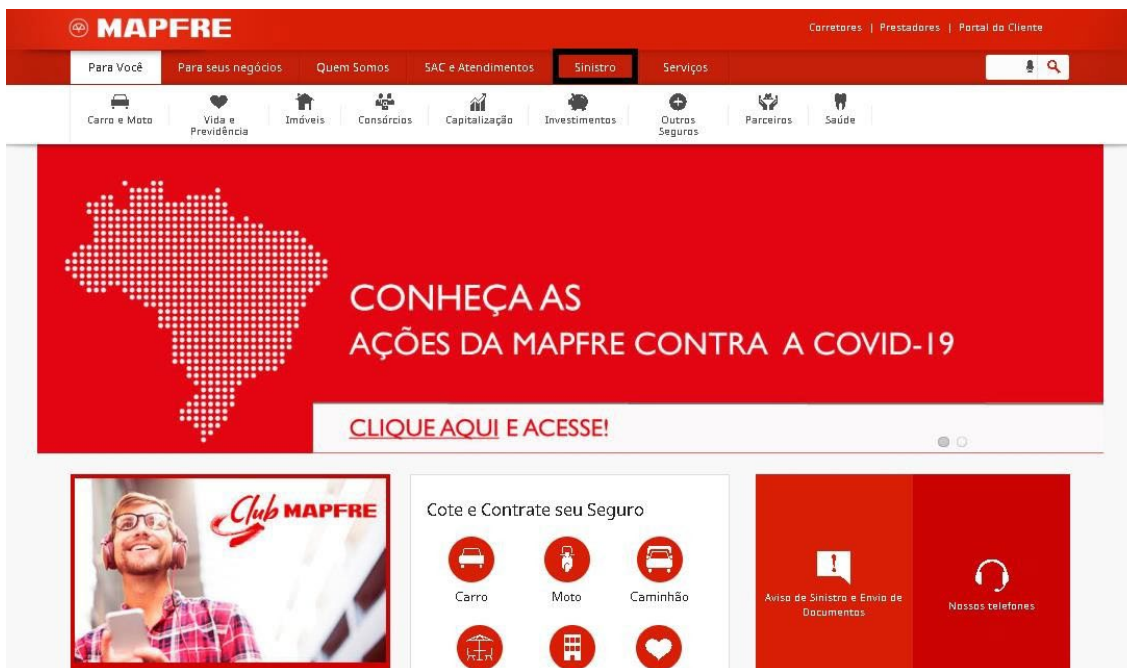 MAPFRE
Corretores | Prestadores | Portal do Cliente
Para Você
Para seus negócios
Quem Somos
SAC e Atendimentos
Sinistro
Serviços
Carro e Moto
Vida e
Previdência
Imóveis
Consórcios
Capitalização
Investimentos
Outros
Seguros
Parceiros
Saúde
CONHEÇA AS
AÇÕES DA MAPFRE CONTRA A COVID-19
CLIQUE AQUI E ACESSE!
Club MAPFRE
Cote e Contrate seu Seguro
Carro
Moto
Caminhão
Aviso de Sinistro e Envio de
Documentos
Nossos telefones